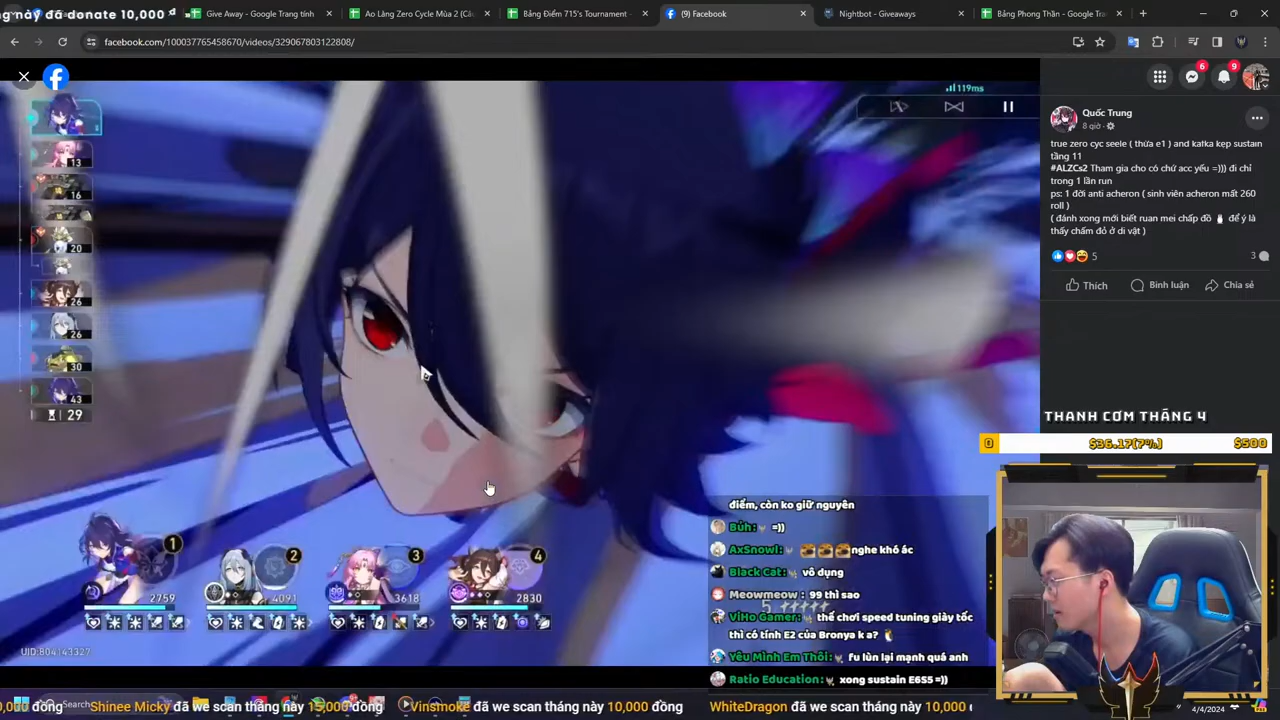 g này đã donate 10,000
Give Away - Google Trang tính
Ao Làng Zero Cycle Mùa 2 (Câu
Bảng Điểm 715's Tournament -
(9) Facebook
Nightbot - Giveaways
Bảng Phong Thần - Google Tra
facebook.com/100037765458670/videos/329067803122808/
6
9
119ms
13
16
20
26
26
30
43
29
Quốc Trung
8 giờ
true zero cyc seele ( thừa e1 ) and kafka kẹp sustain
tầng 11
#ALZCs2 Tham gia cho có chứ acc yếu =))) đi chỉ
trong 1 lần run
ps: 1 đời anti acheron ( sinh viên acheron mất 260
roll )
( đánh xong mới biết ruan mei chấp đồ để ý là
thấy chấm đỏ ở di vật )
5
3
Thích
Bình luận
Chia sẻ
THANH CƠM THÁNG 4
0
$36.17(7%)
$500
điểm, còn ko giữ nguyên
Búh: =))
AxSnowl: nghe khó ác
Black Cat: vô dụng
Meowmeow: 99 thì sao
ViHo Gamer: thế chơi speed tuning giày tốc
thì có tính E2 của Bronya k a?
Yêu Mình Em Thôi: fu lùn lại mạnh quá anh
Ratio Education: xong sustain E6S5 =))
1
2
3
4
2759
4091
3618
2830
UID:804143327
Search
0,000 đồng
Shinee Micky đã we scan tháng này 15,000 đồng
Vinsmoke đã we scan tháng này 10,000 đồng
WhiteDragon đã we scan tháng này 10,000
4/4/2024